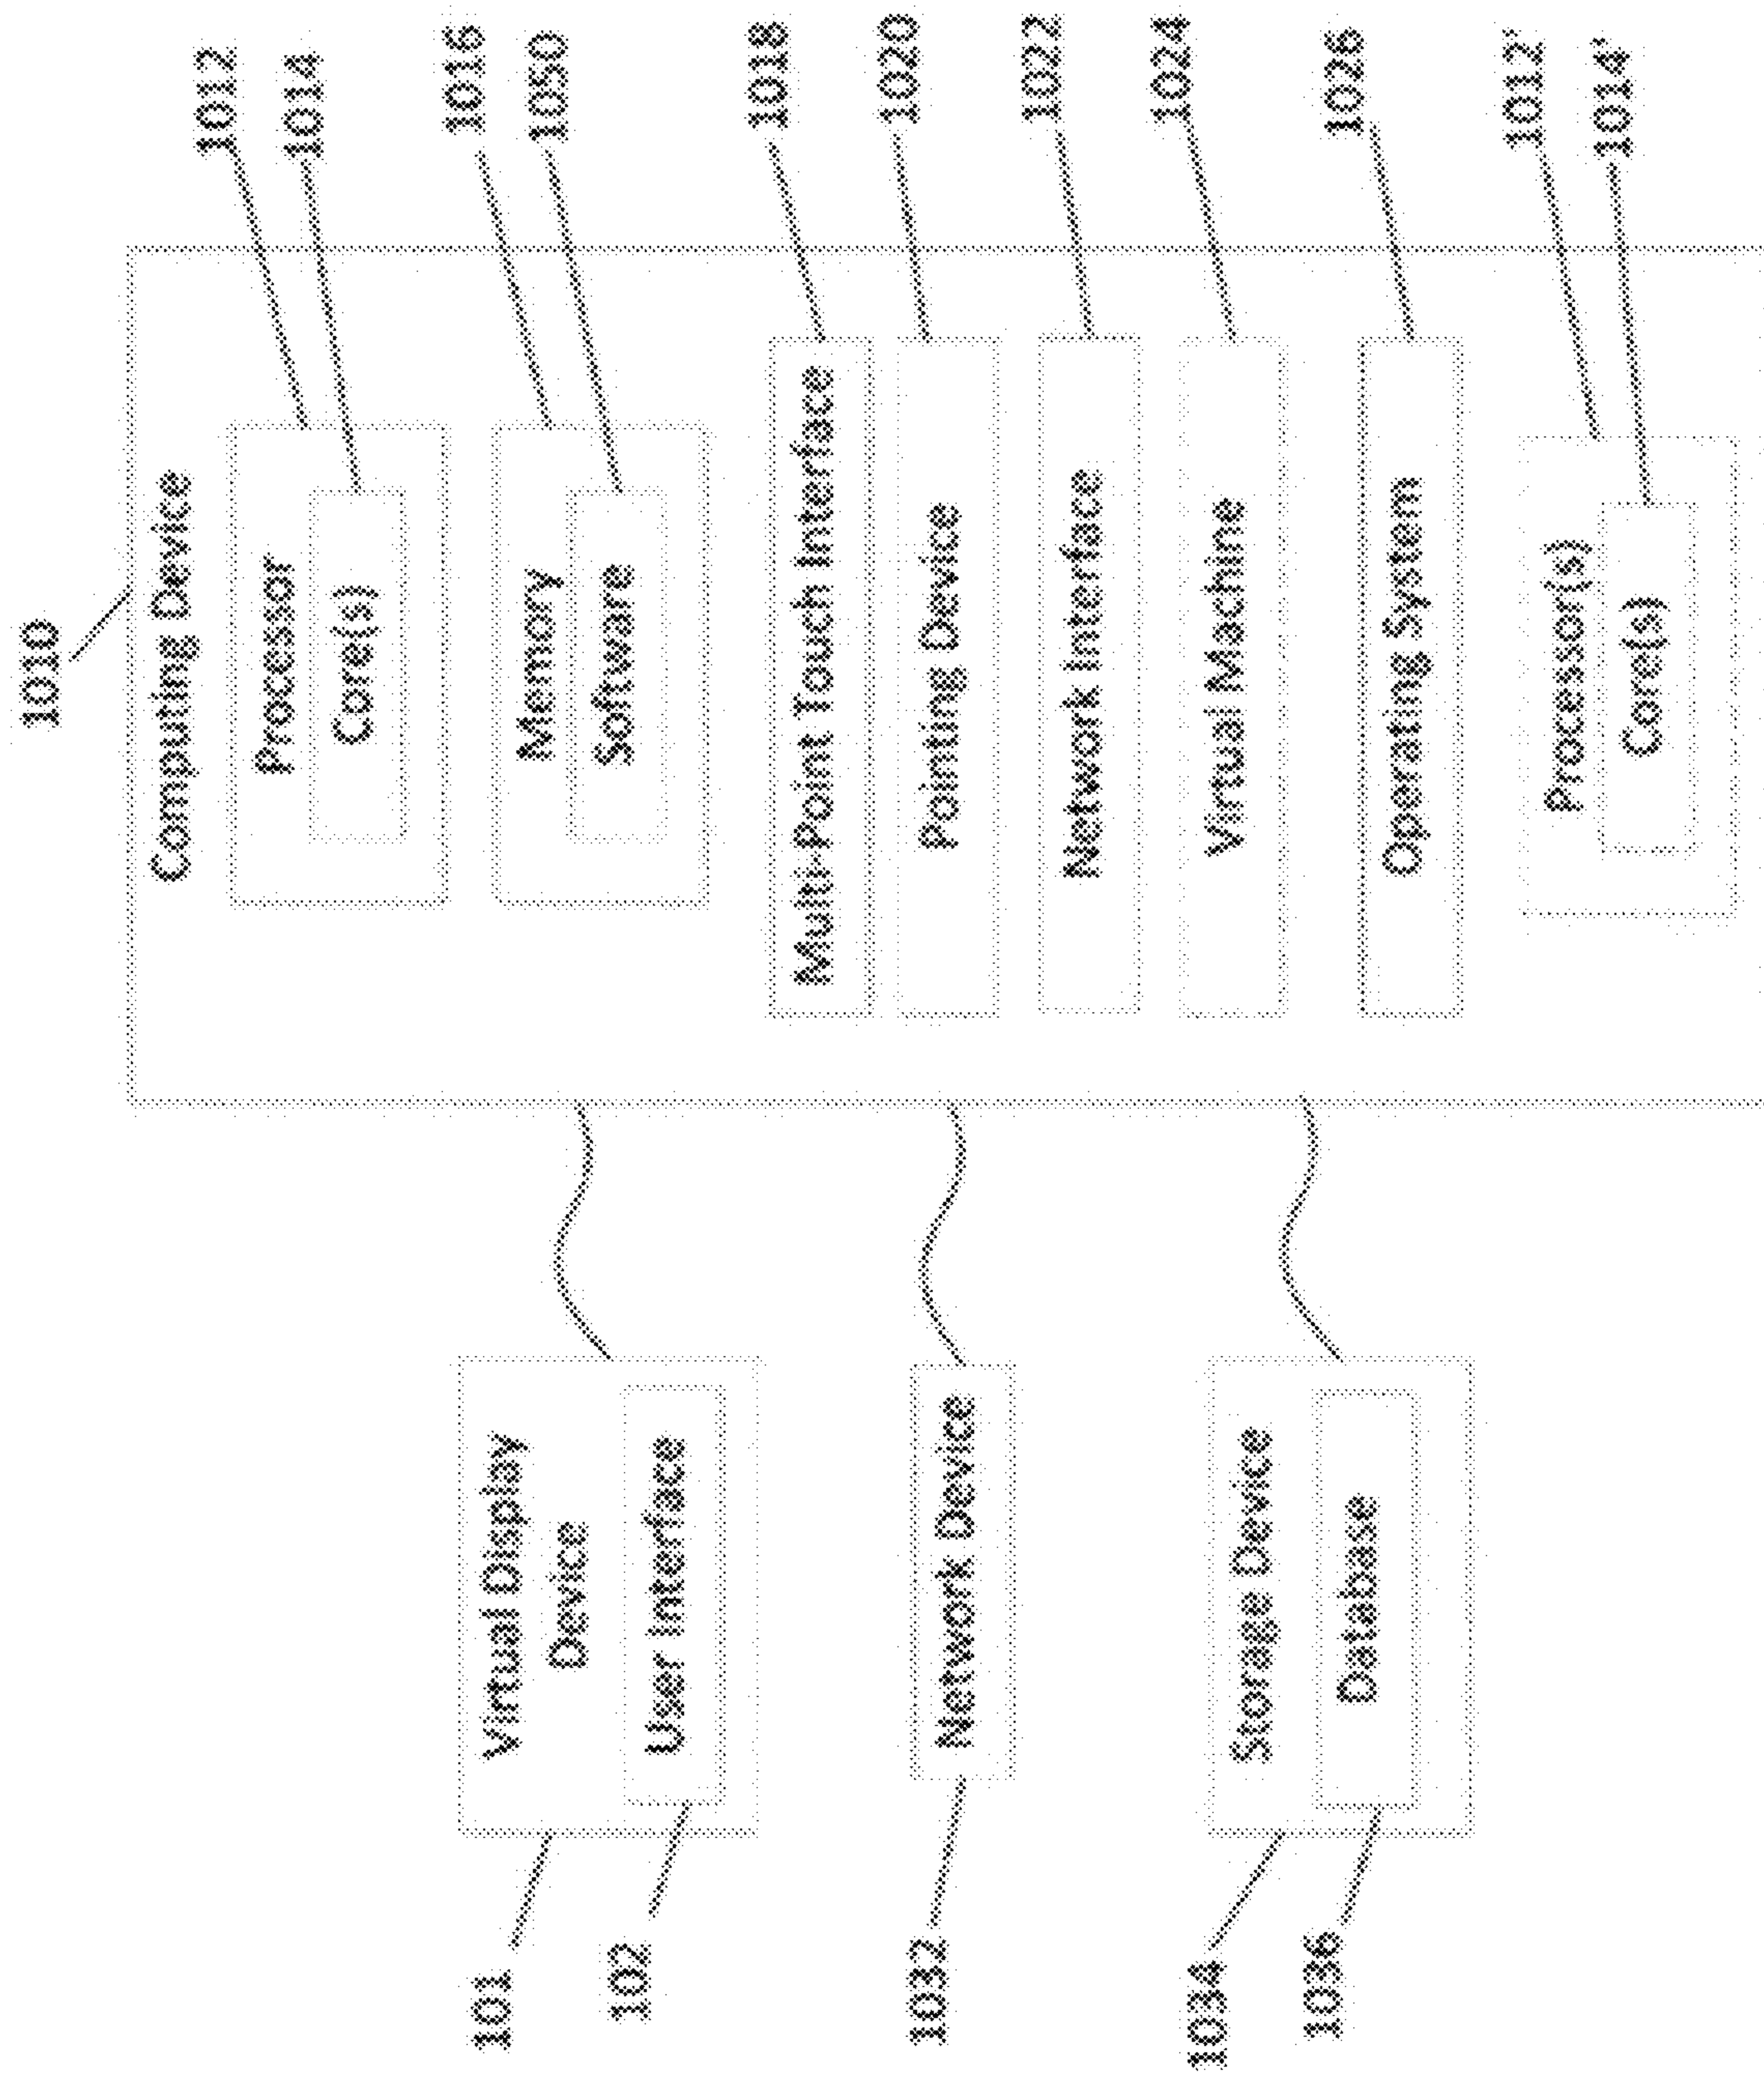 1010
Computing Device
Processor
1012
Core(s)
1014
Memory
1016
Software
1050
Multi-Point Touch Interface
1018
Pointing Device
1020
Network Interface
1022
Virtual Machine
1024
Operating System
1026
Processor(s)
1012'
Core(s)
1014'
101
Virtual Display
Device
102
User Interface
1032
Network Device
1034
Storage Device
1036
Database